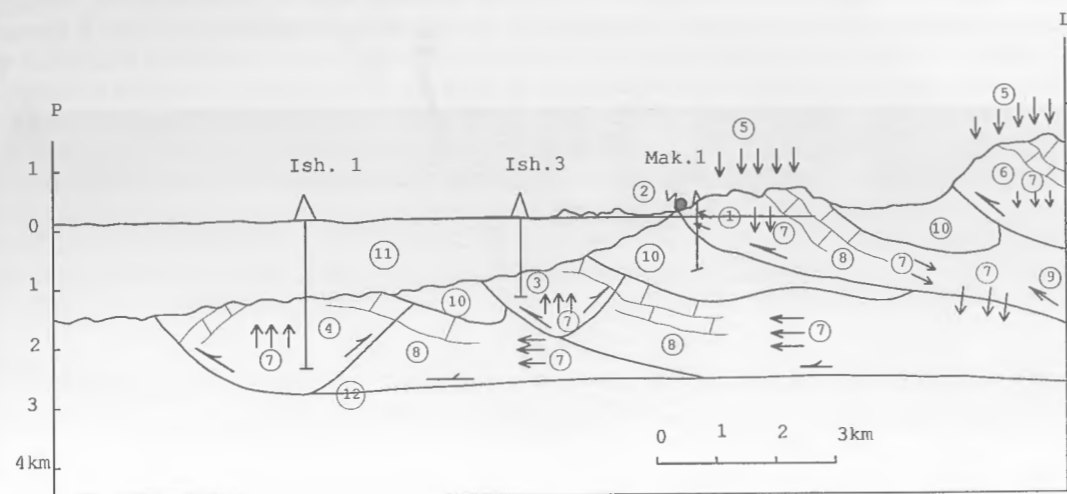 L
P
⑤
⑤
1 Ish. 1 Ish.3 Mak.1 ② ⑥ ⑦
0 ① ⑦ ⑩
⑪ ⑩ ⑧ ⑦ ⑦ ⑨
1 ③
⑩ ⑦
④ ⑦
2 ⑦ ⑧ ⑦ ⑧
⑫
3
0 1 2 3km
4km